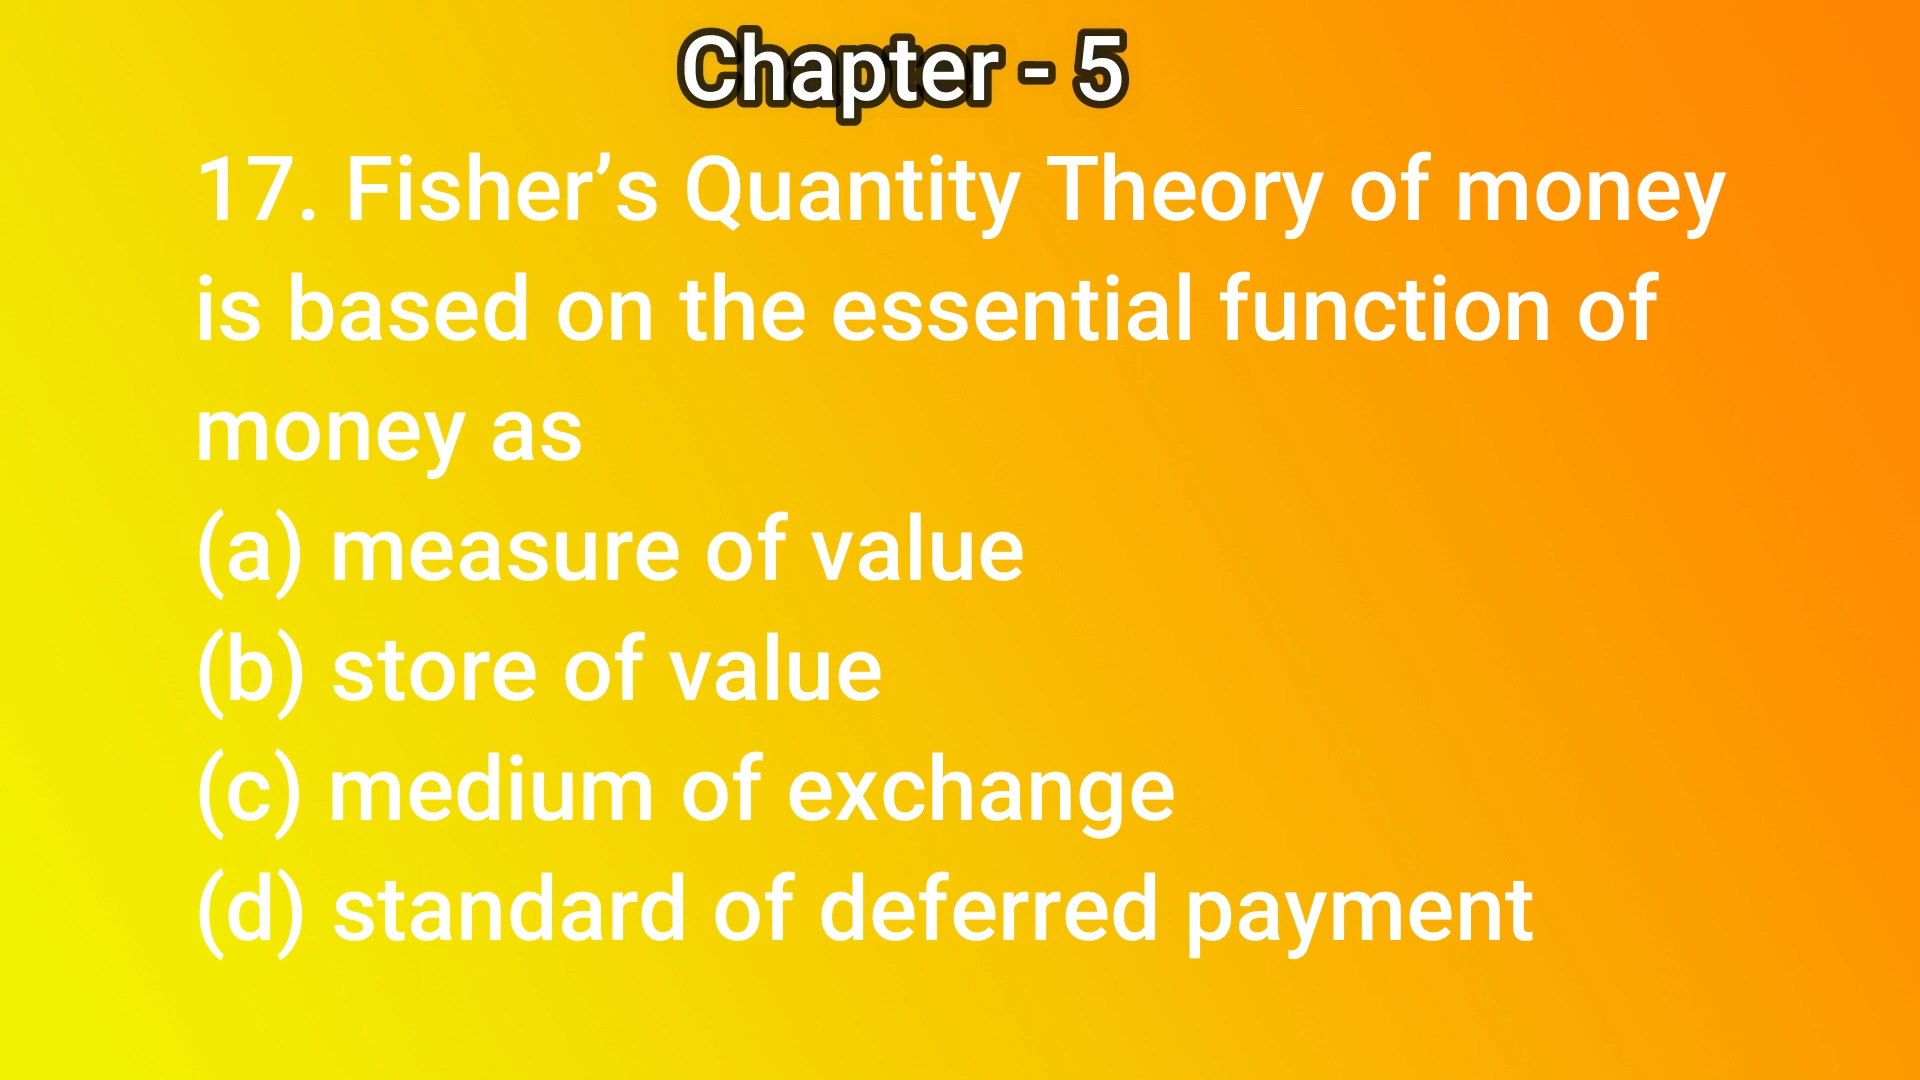 Chapter - 5
17. Fisher’s Quantity Theory of money
is based on the essential function of
money as
(a) measure of value
(b) store of value
(c) medium of exchange
(d) standard of deferred payment